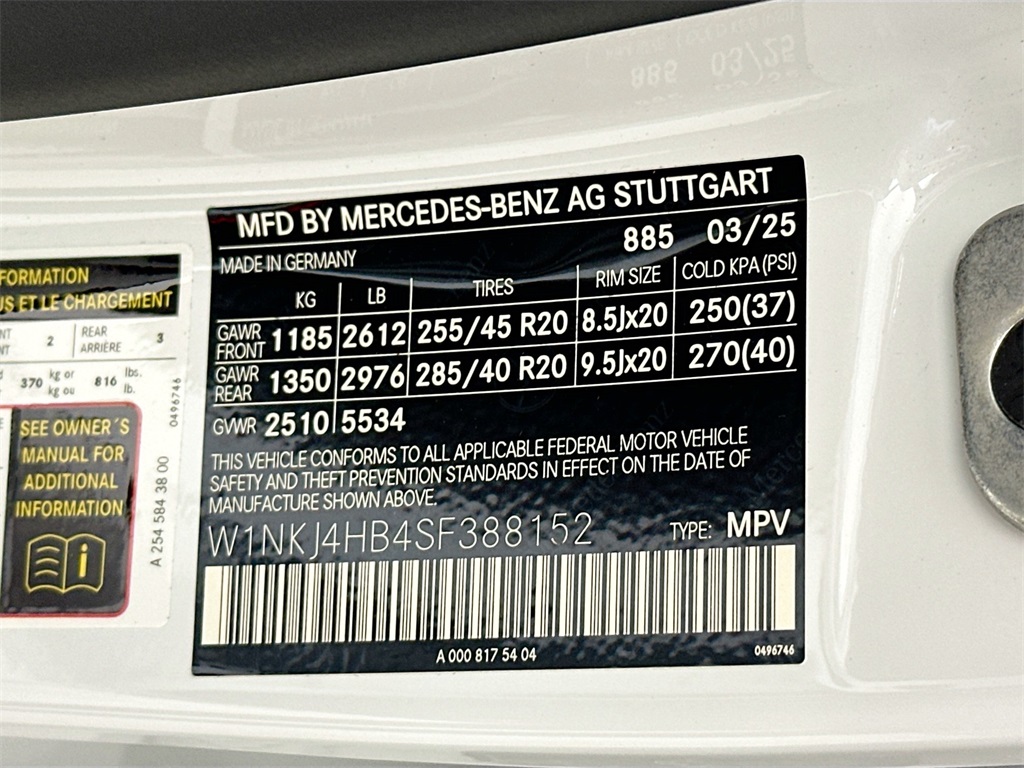 MFD BY MERCEDES-BENZ AG STUTTGART
MADE IN GERMANY 885 03/25
KG LB TIRES RIM SIZE COLD KPA (PSI)
GAWR FRONT 1185 2612 255/45 R20 8.5Jx20 250(37)
GAWR REAR 1350 2976 285/40 R20 9.5Jx20 270(40)
GVWR 2510 5534
THIS VEHICLE CONFORMS TO ALL APPLICABLE FEDERAL MOTOR VEHICLE
SAFETY AND THEFT PREVENTION STANDARDS IN EFFECT ON THE DATE OF
MANUFACTURE SHOWN ABOVE.
W1NKJ4HB4SF388152 TYPE: MPV
A 000 817 54 04 0496746
ET LE CHARGEMENT
2 REAR ARRIÈRE 3
370 kg or kg ou 816 lbs. lb.
SEE OWNER´S
MANUAL FOR
ADDITIONAL
INFORMATION
A 254 584 38 00
0496746
885 03/25